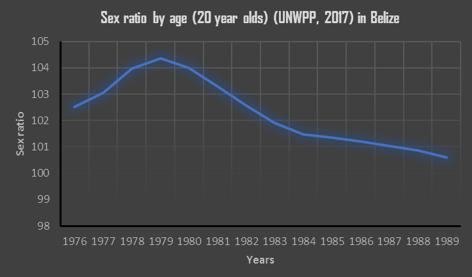 Sex ratio by age (20 year olds) (UNWPP, 2017) in Belize
105
104
103
102
101
100
99
98
Sex ratio
1976 1977 1978 1979 1980 1981 1982 1983 1984 1985 1986 1987 1988 1989
Years